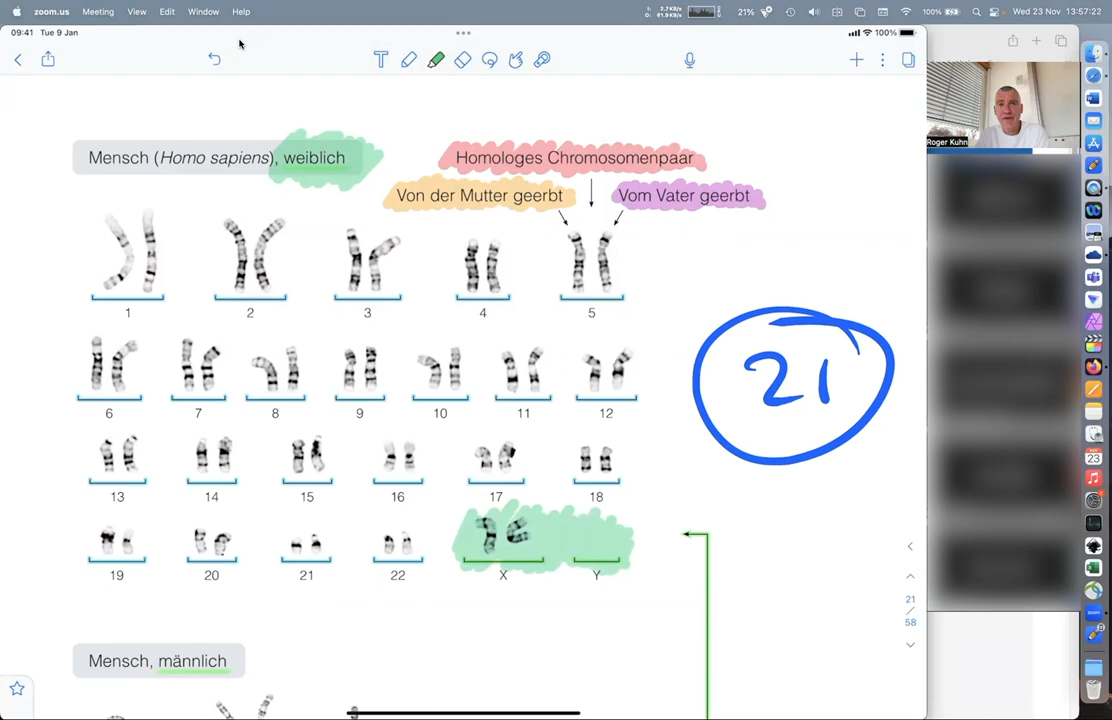 zoom.us Meeting View Edit Window Help
21% 100% Wed 23 Nov 13:57:22
09:41 Tue 9 Jan
100%
Roger Kuhn
Mensch (Homo sapiens), weiblich
Homologes Chromosomenpaar
Von der Mutter geerbt
Vom Vater geerbt
1 2 3 4 5
21
6 7 8 9 10 11 12
13 14 15 16 17 18
19 20 21 22 X Y
21
/
58
Mensch, männlich